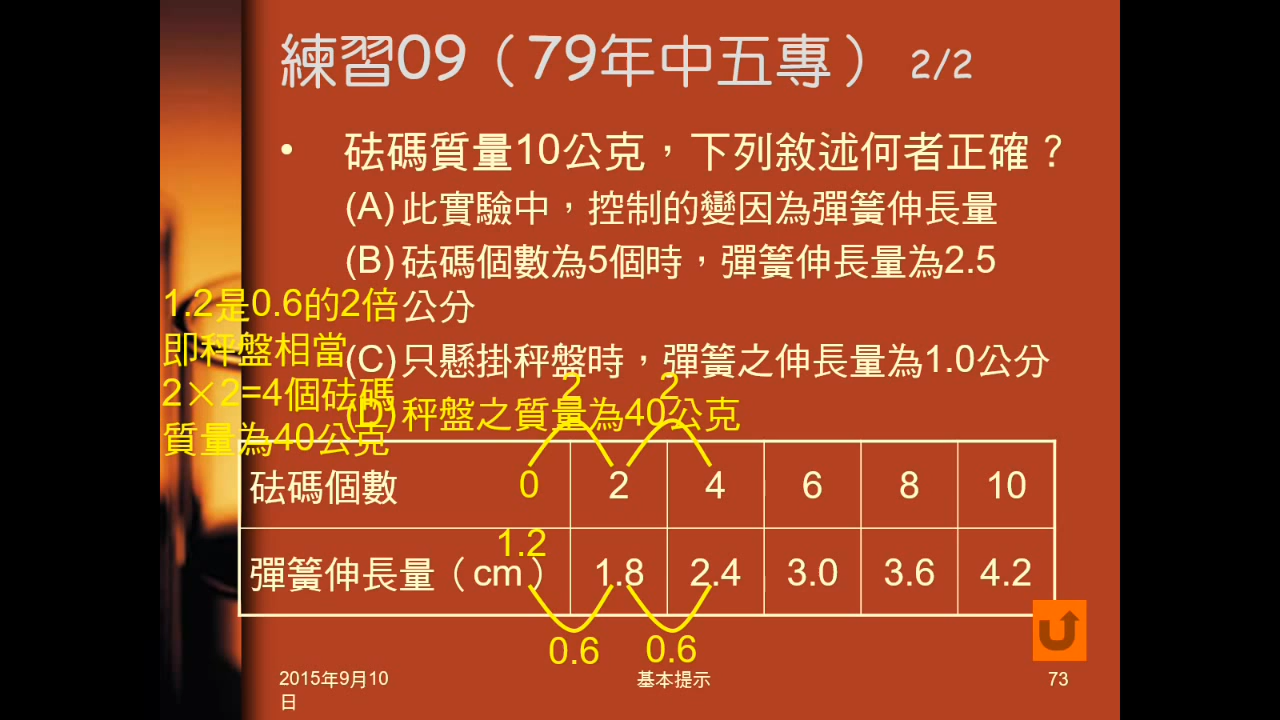 練習09（79年中五專） 2/2
• 砝碼質量10公克，下列敘述何者正確？
(A) 此實驗中，控制的變因為彈簧伸長量
(B) 砝碼個數為5個時，彈簧伸長量為2.5
公分
(C) 只懸掛秤盤時，彈簧之伸長量為1.0公分
(D) 秤盤之質量為40公克
1.2是0.6的2倍
即秤盤相當
2×2=4個砝碼
質量為40公克
2 2
砝碼個數 0 2 4 6 8 10
1.2
彈簧伸長量（cm） 1.8 2.4 3.0 3.6 4.2
0.6 0.6
2015年9月10
日
基本提示
73